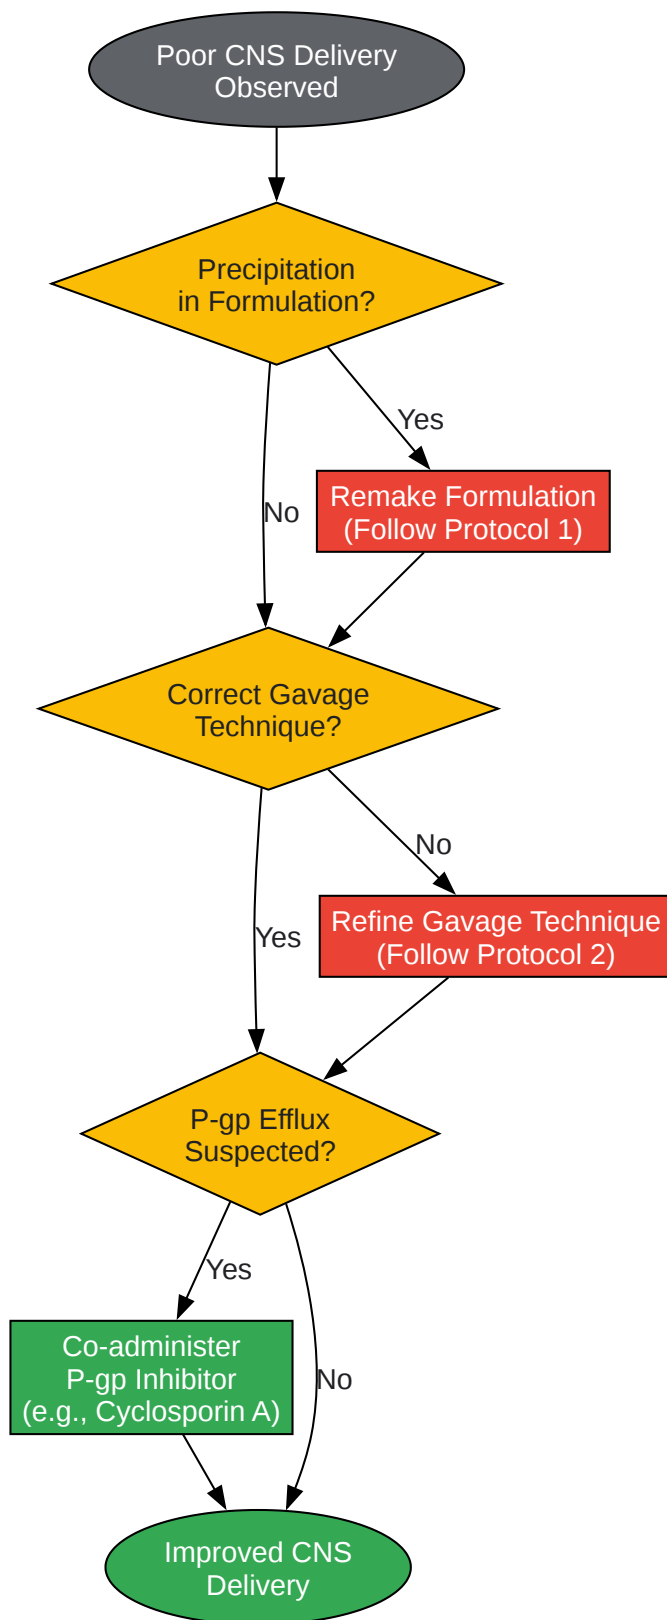 Poor CNS Delivery
Observed
Precipitation
in Formulation?
Yes
Remake Formulation
(Follow Protocol 1)
No
Correct Gavage
Technique?
No
Refine Gavage Technique
(Follow Protocol 2)
Yes
P-gp Efflux
Suspected?
Yes
Co-administer
P-gp Inhibitor
(e.g., Cyclosporin A)
No
Improved CNS
Delivery